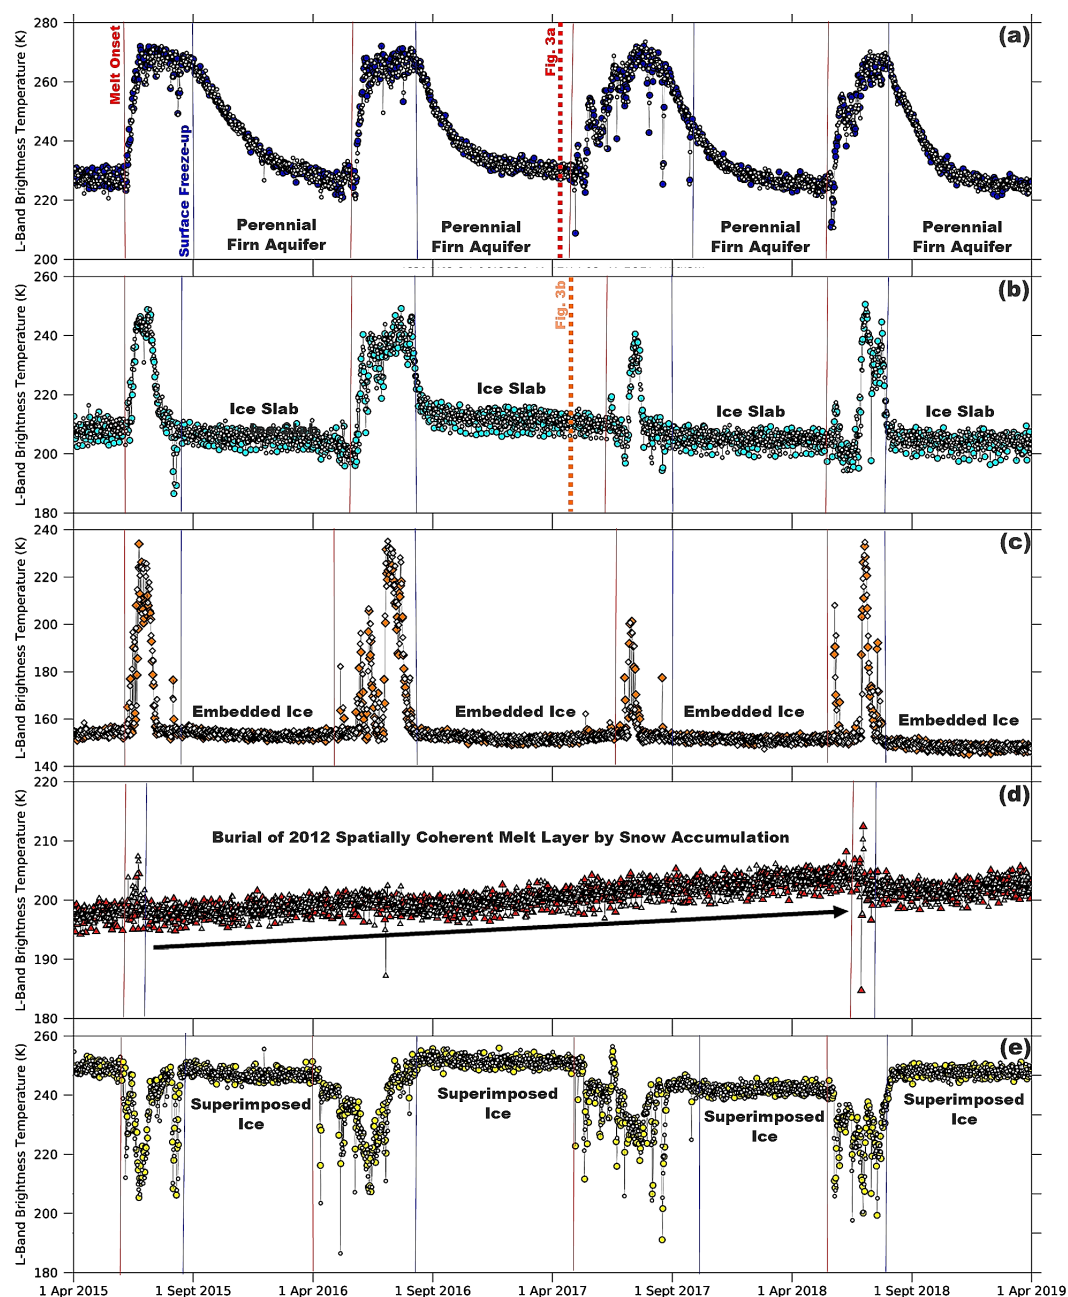 280
260
240
220
200
L-Band Brightness Temperature (K)
Melt Onset
Surface Freeze-up
Fig. 3a
(a)
Perennial
Firn Aquifer
Perennial
Firn Aquifer
Perennial
Firn Aquifer
Perennial
Firn Aquifer
260
240
220
200
180
L-Band Brightness Temperature (K)
Fig. 3b
(b)
Ice Slab
Ice Slab
Ice Slab
Ice Slab
240
220
200
180
160
140
L-Band Brightness Temperature (K)
(c)
Embedded Ice
Embedded Ice
Embedded Ice
Embedded Ice
220
210
200
190
180
L-Band Brightness Temperature (K)
(d)
Burial of 2012 Spatially Coherent Melt Layer by Snow Accumulation
260
240
220
200
180
L-Band Brightness Temperature (K)
(e)
Superimposed
Ice
Superimposed
Ice
Superimposed
Ice
Superimposed
Ice
1 Apr 2015
1 Sept 2015
1 Apr 2016
1 Sept 2016
1 Apr 2017
1 Sept 2017
1 Apr 2018
1 Sept 2018
1 Apr 2019